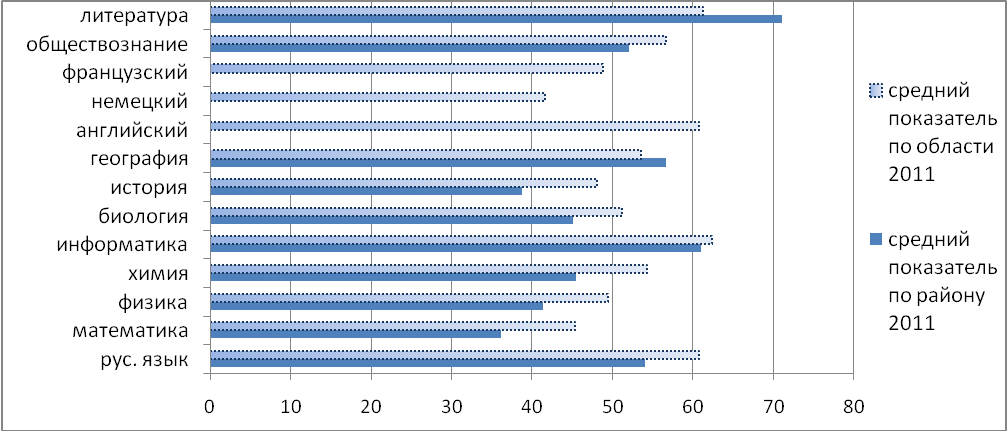 литература
обществознание
французский
немецкий
английский
география
история
биология
информатика
химия
физика
математика
рус. язык
0 10 20 30 40 50 60 70 80
средний
показатель
по области
2011
средний
показатель
по району
2011